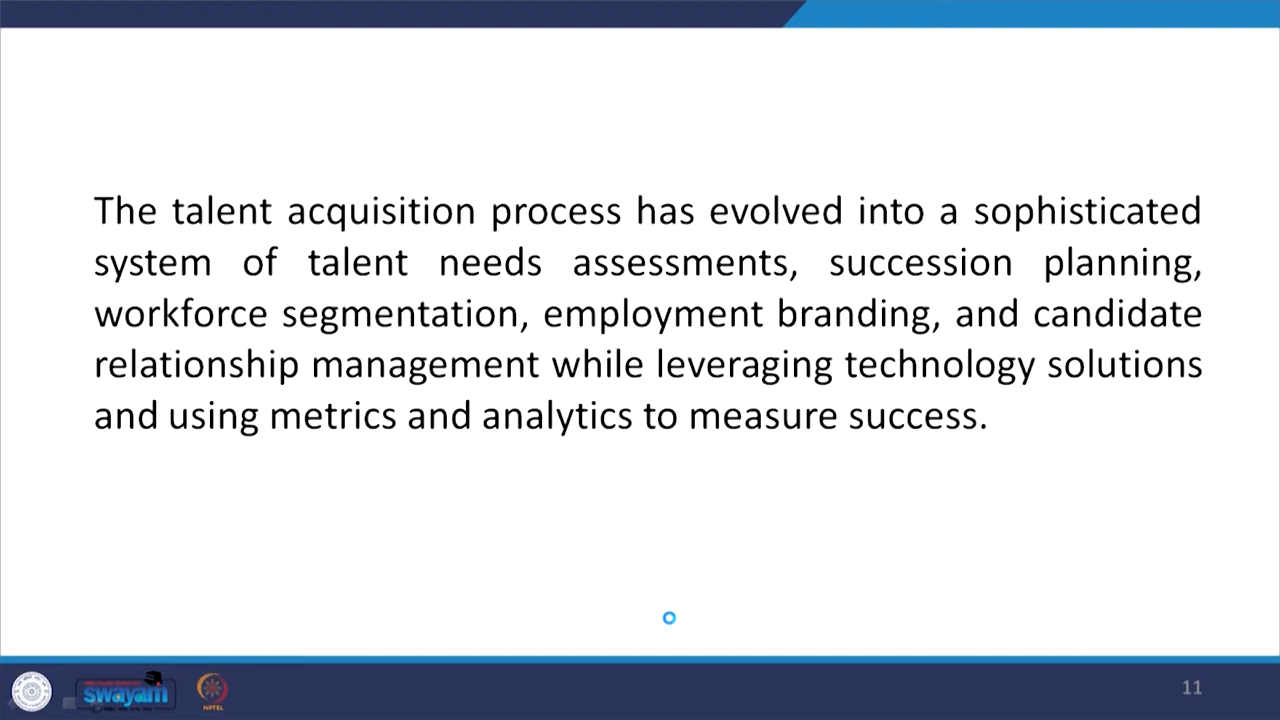 The talent acquisition process has evolved into a sophisticated
system of talent needs assessments, succession planning,
workforce segmentation, employment branding, and candidate
relationship management while leveraging technology solutions
and using metrics and analytics to measure success.
swayam
NPTEL
11